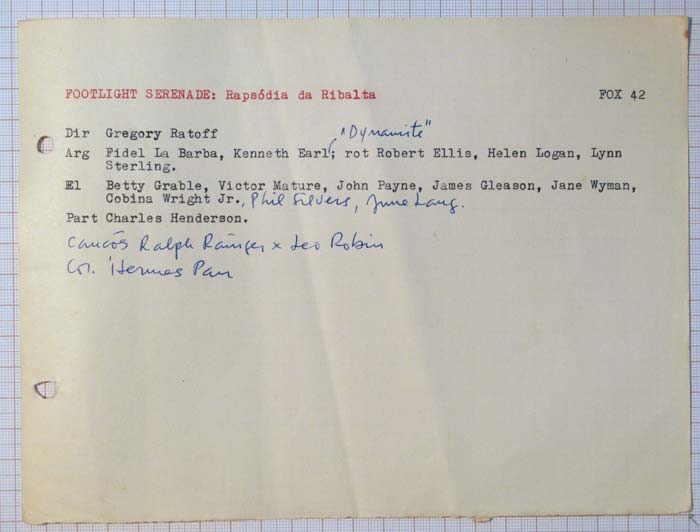 FOOTLIGHT SERENADE: Rapsódia da Ribalta FOX 42
Dir Gregory Ratoff "Dynamite"
Arg Fidel La Barba, Kenneth Earl; rot Robert Ellis, Helen Logan, Lynn
Sterling.
El Betty Grable, Victor Mature, John Payne, James Gleason, Jane Wyman,
Cobina Wright Jr., Phil Silvers, June Lang.
Part Charles Henderson.
Canções Ralph Rainger x Leo Robin
Cor. Hermes Pan